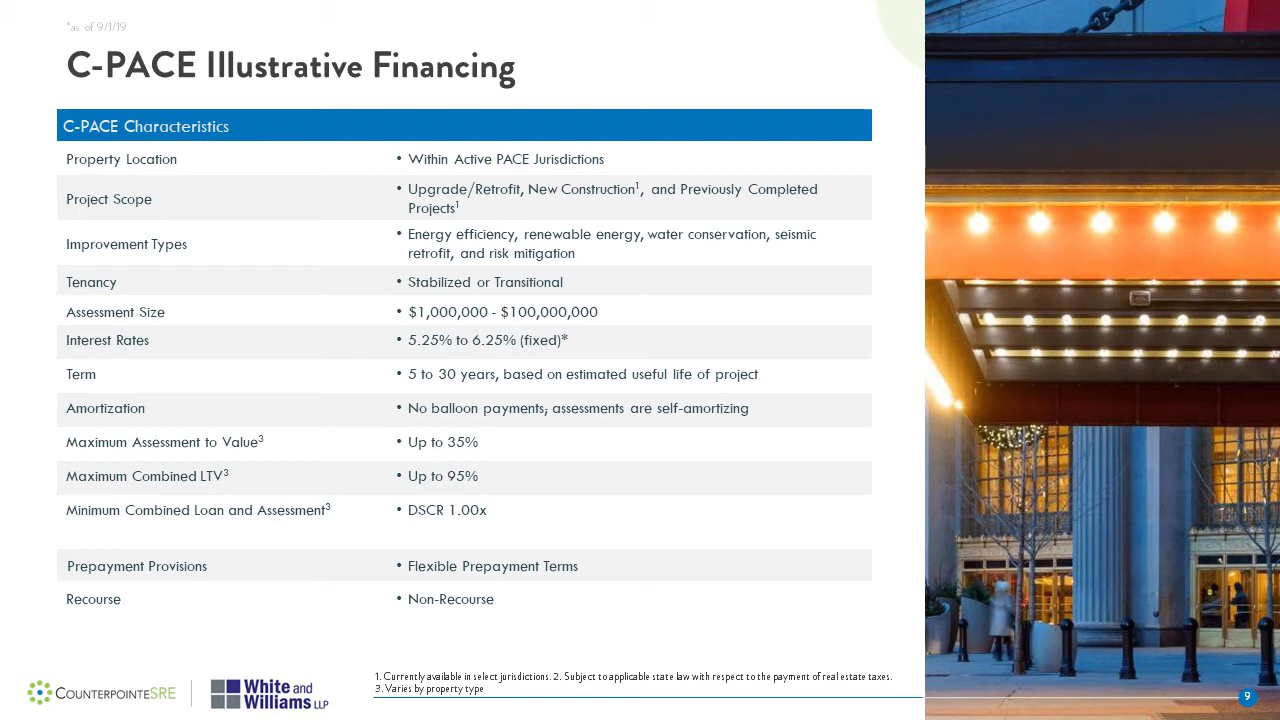 *as of 9/1/19
C-PACE Illustrative Financing
C-PACE Characteristics
Property Location
• Within Active PACE Jurisdictions
Project Scope
• Upgrade/Retrofit, New Construction1, and Previously Completed
Projects1
Improvement Types
• Energy efficiency, renewable energy, water conservation, seismic
retrofit, and risk mitigation
Tenancy
• Stabilized or Transitional
Assessment Size
• $1,000,000 - $100,000,000
Interest Rates
• 5.25% to 6.25% (fixed)*
Term
• 5 to 30 years, based on estimated useful life of project
Amortization
• No balloon payments; assessments are self-amortizing
Maximum Assessment to Value3
• Up to 35%
Maximum Combined LTV3
• Up to 95%
Minimum Combined Loan and Assessment3
• DSCR 1.00x
Prepayment Provisions
• Flexible Prepayment Terms
Recourse
• Non-Recourse
COUNTERPOINTESRE
White and
Williams LLP
1. Currently available in select jurisdictions. 2. Subject to applicable state law with respect to the payment of real estate taxes.
3. Varies by property type
9